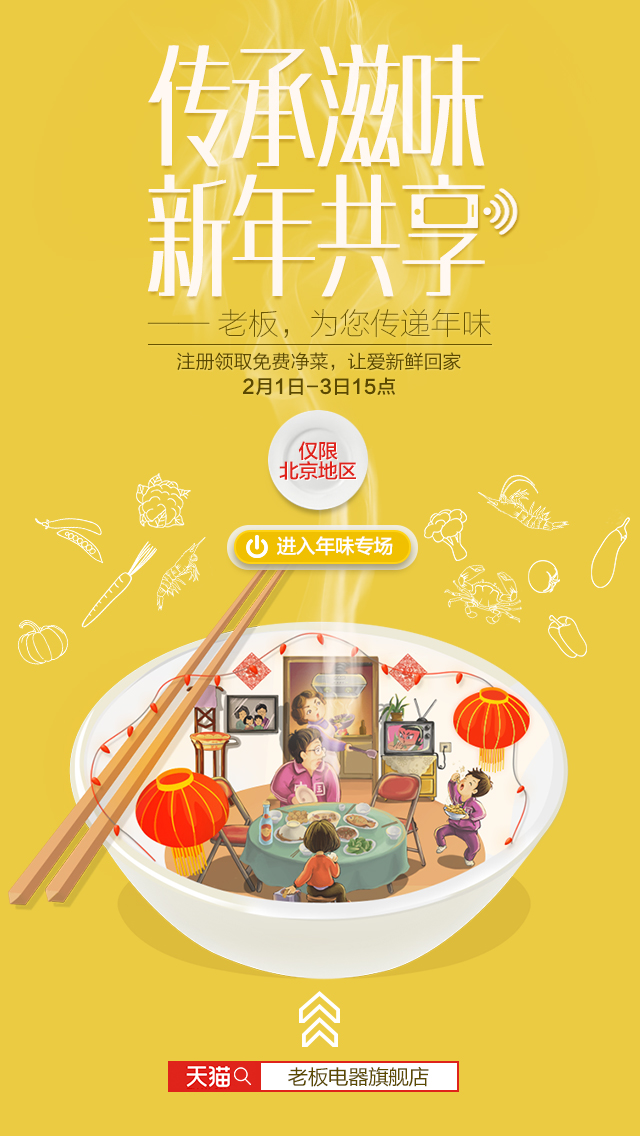 传承滋味
新年共享
—— 老板，为您传递年味
注册领取免费净菜，让爱新鲜回家
2月1日-3日15点
仅限
北京地区
进入年味专场
天猫 老板电器旗舰店